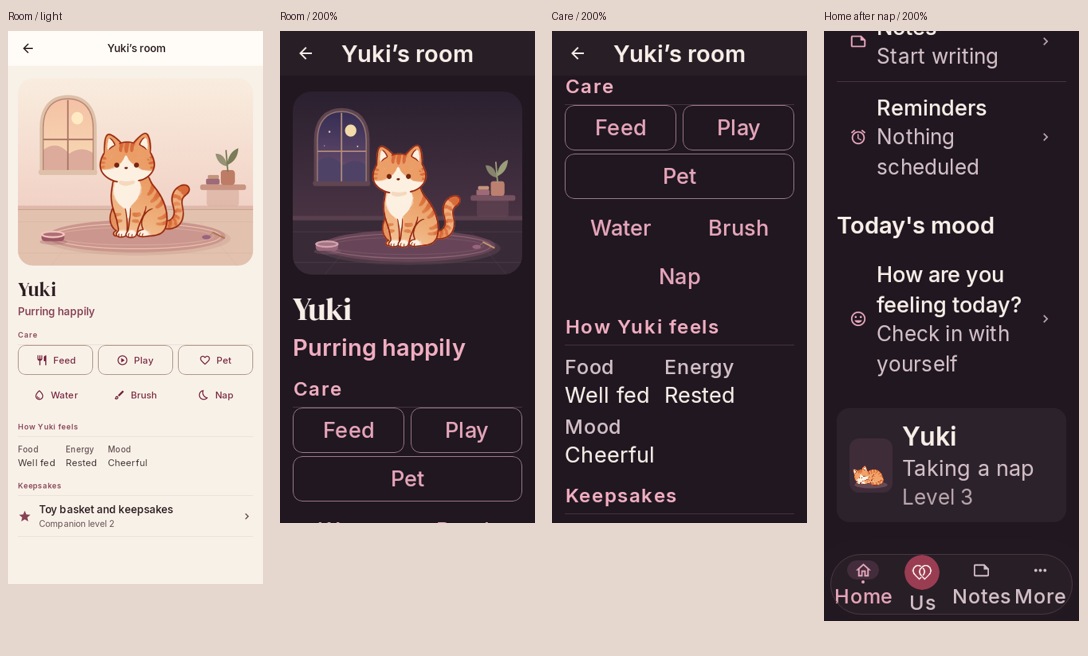 Room / light
Yuki's room
Yuki
Purring happily
Care
Feed
Play
Pet
Water
Brush
Nap
How Yuki feels
Food
Energy
Mood
Well fed
Rested
Cheerful
Keepsakes
Toy basket and keepsakes
Companion level 2
Room / 200%
Yuki’s room
Yuki
Purring happily
Care
Feed
Play
Pet
Care / 200%
Yuki’s room
Care
Feed
Play
Pet
Water
Brush
Nap
How Yuki feels
Food
Energy
Well fed
Rested
Mood
Cheerful
Keepsakes
Home after nap / 200%
Notes
Start writing
Reminders
Nothing
scheduled
Today's mood
How are you
feeling today?
Check in with
yourself
Yuki
Taking a nap
Level 3
Home
Us
Notes
More